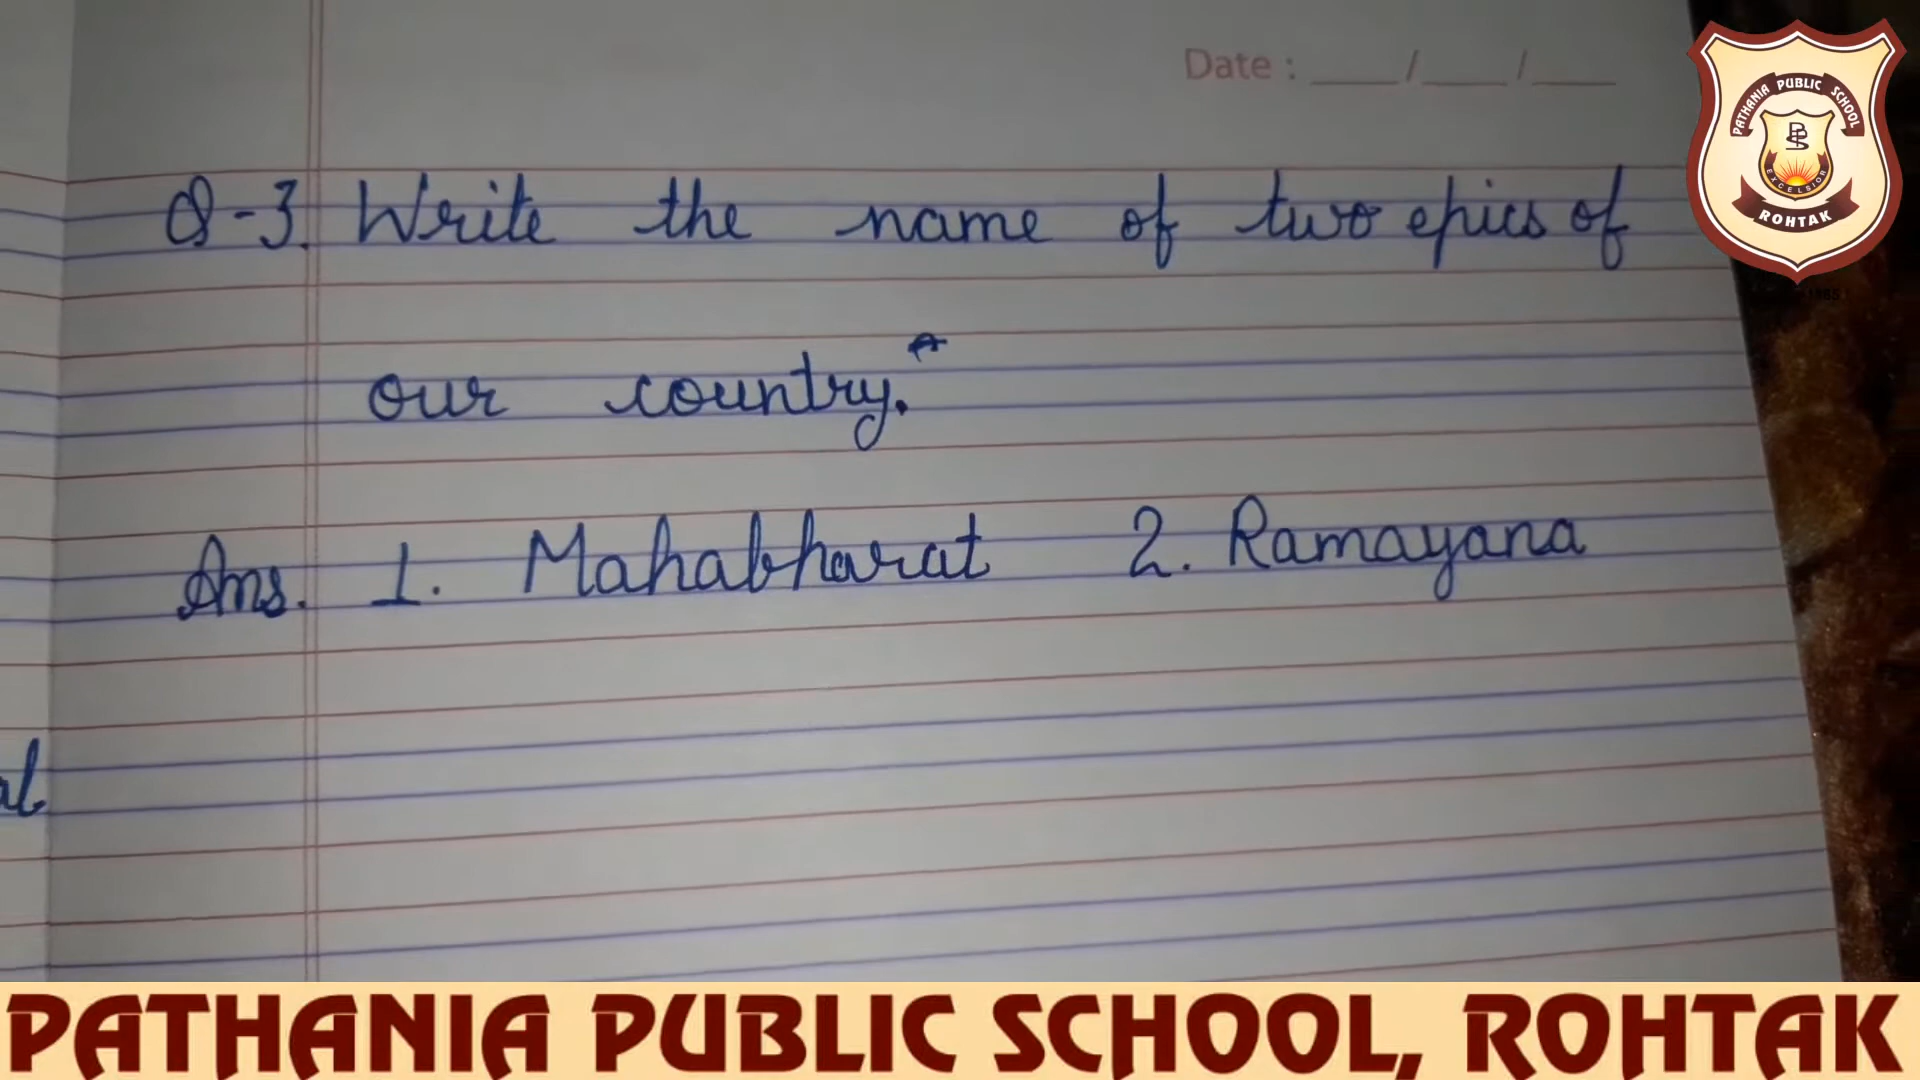 Date : ___/___/___
PATHANIA PUBLIC SCHOOL
EXCELSIOR
ROHTAK
Q-3. Write the name of two epics of
our country.
Ans. 1. Mahabharat 2. Ramayana
PATHANIA PUBLIC SCHOOL, ROHTAK